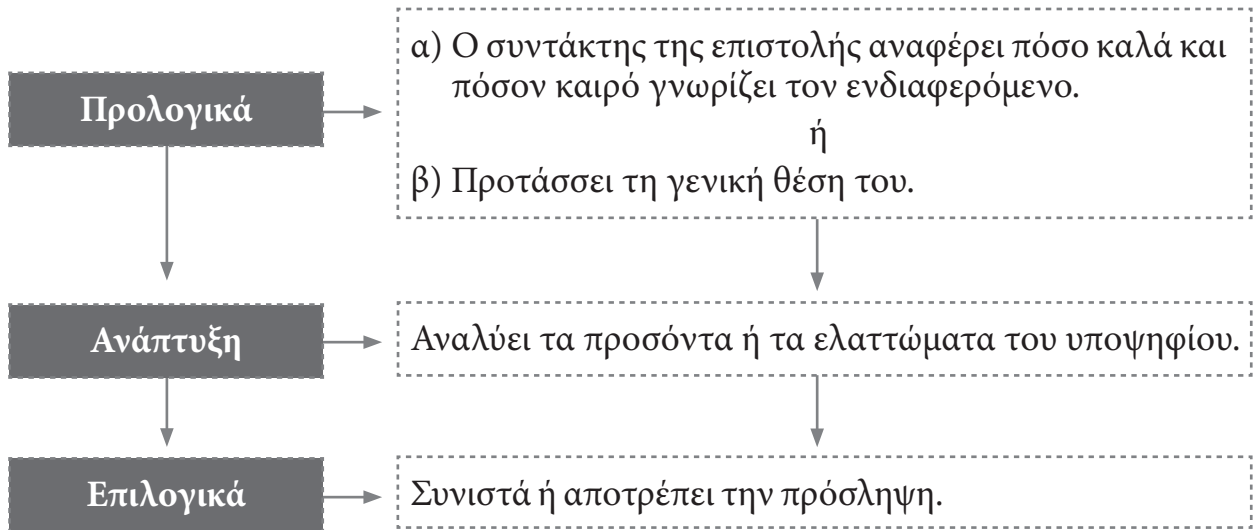 Προλογικά
α) Ο συντάκτης της επιστολής αναφέρει πόσο καλά και
πόσον καιρό γνωρίζει τον ενδιαφερόμενο.
ή
β) Προτάσσει τη γενική θέση του.
Ανάπτυξη
Αναλύει τα προσόντα ή τα ελαττώματα του υποψηφίου.
Επιλογικά
Συνιστά ή αποτρέπει την πρόσληψη.